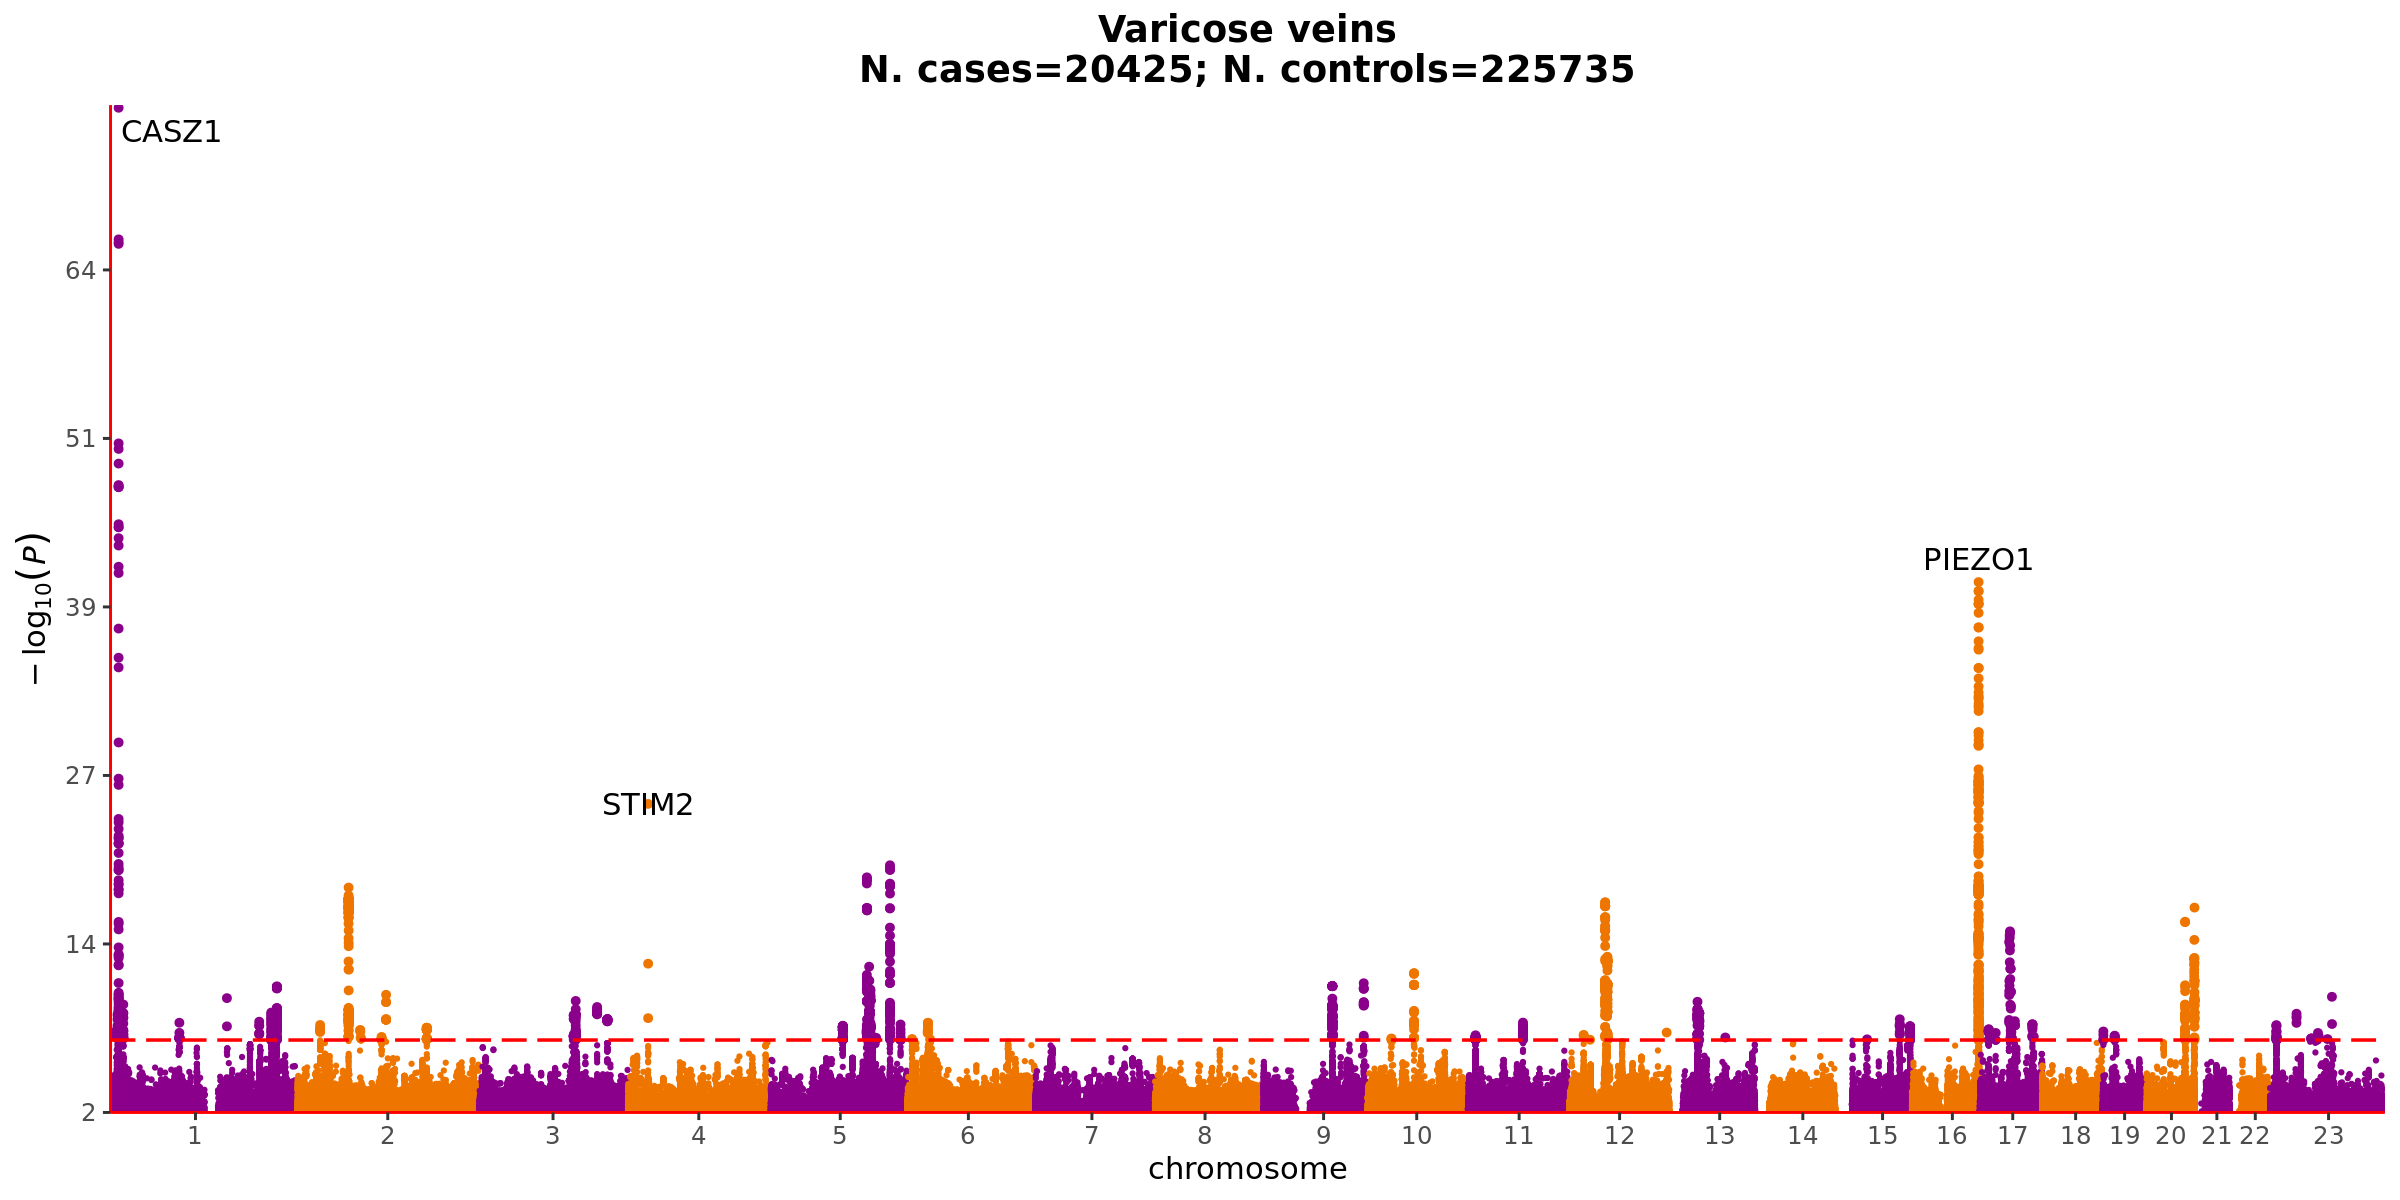 Varicose veins
N. cases=20425; N. controls=225735
CASZ1
64
51
PIEZO1
39
27
STIM2
14
2
−log10(P)
1 2 3 4 5 6 7 8 9 10 11 12 13 14 15 16 17 18 19 20 21 22 23
chromosome